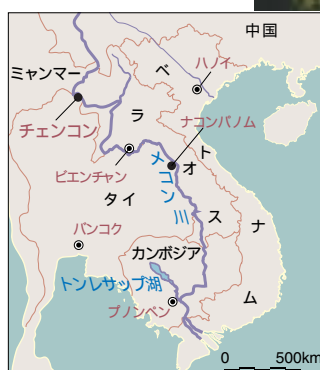 中国
ミャンマー
ベトナム
ハノイ
チェンコン
ラオス
ナコンパノム
ビエンチャン
メコン川
タイ
バンコク
カンボジア
トンレサップ湖
プノンペン
0 500km